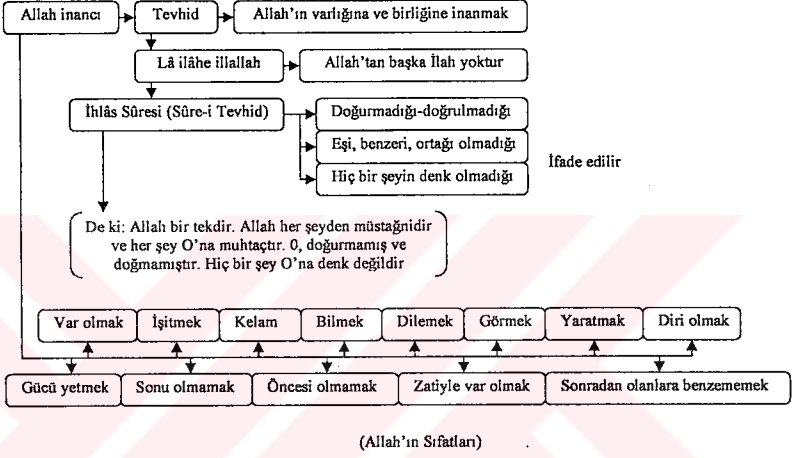 Allah inancı
Tevhid
Allah'ın varlığına ve birliğine inanmak
Lâ ilâhe illallah
Allah'tan başka İlah yoktur
İhlâs Sûresi (Sûre-i Tevhid)
Doğurmadığı-doğrulmadığı
Eşi, benzeri, ortağı olmadığı
Hiç bir şeyin denk olmadığı
İfade edilir
De ki: Allah bir tekdir. Allah her şeyden müstağnidir
ve her şey O'na muhtaçtır. 0, doğurmamış ve
doğmamıştır. Hiç bir şey O'na denk değildir
Var olmak
İşitmek
Kelam
Bilmek
Dilemek
Görmek
Yaratmak
Diri olmak
Gücü yetmek
Sonu olmamak
Öncesi olmamak
Zatiyle var olmak
Sonradan olanlara benzememek
(Allah'ın Sıfatları)